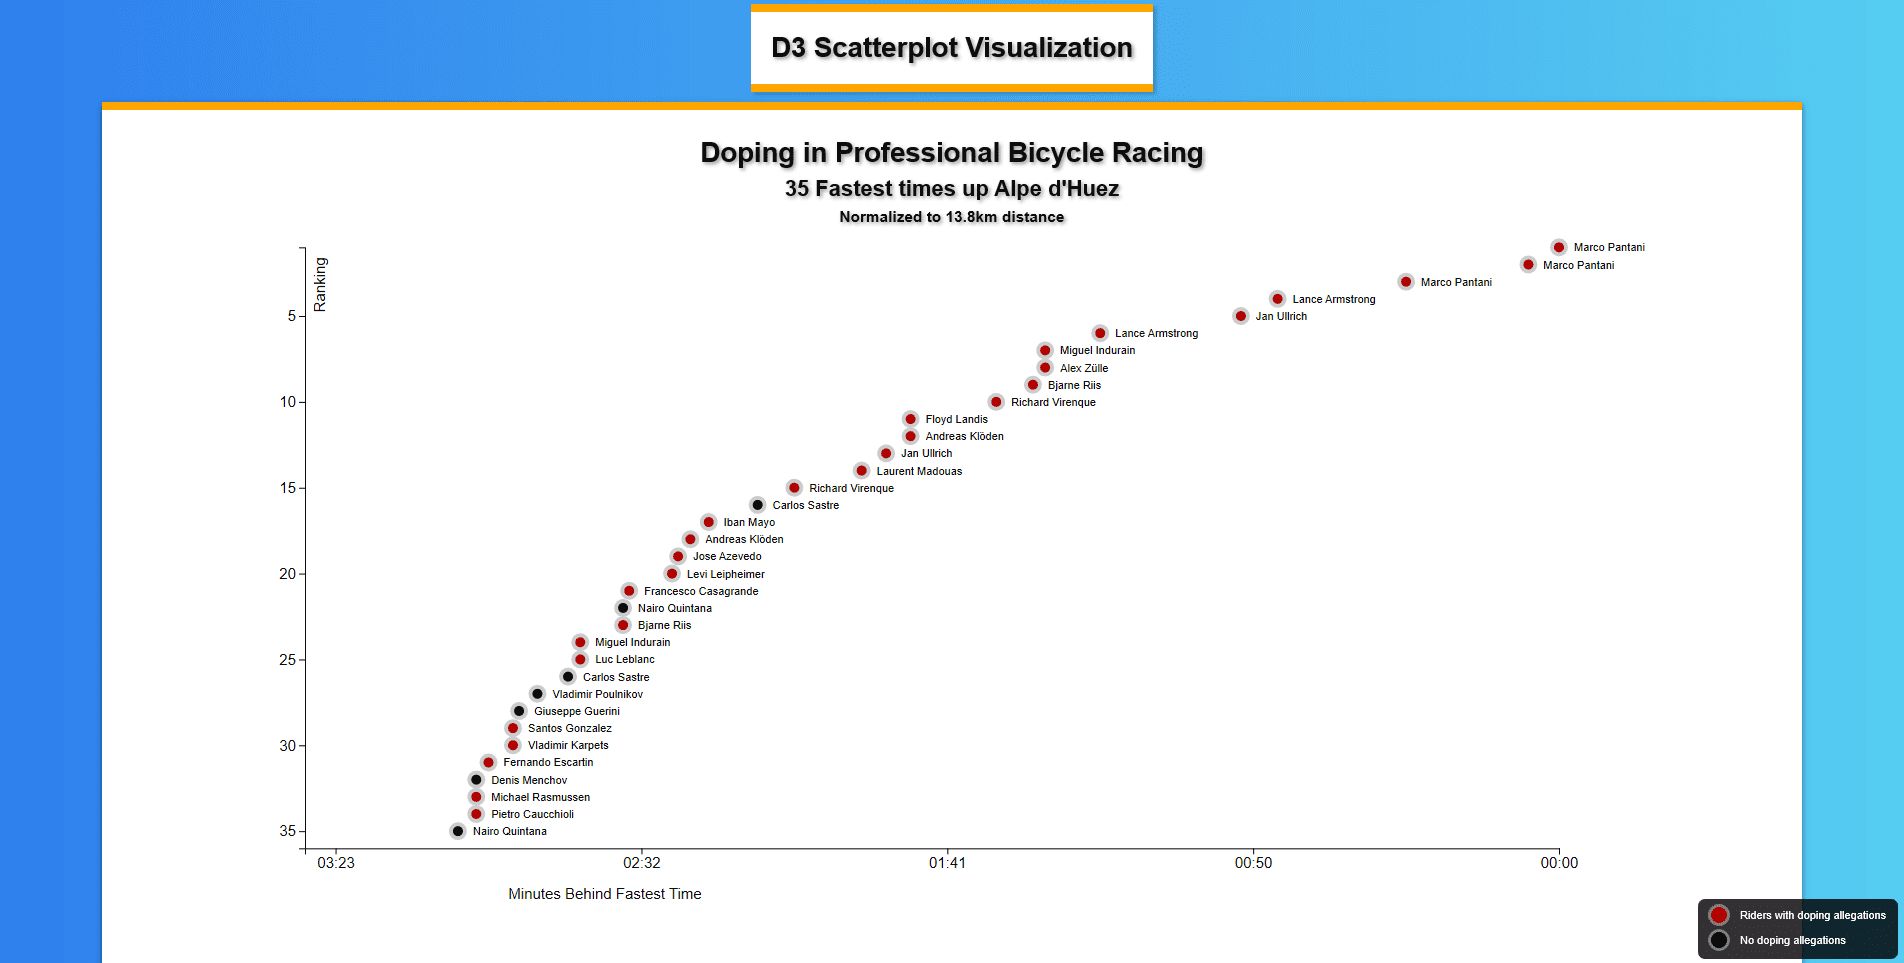 D3 Scatterplot Visualization
Doping in Professional Bicycle Racing
35 Fastest times up Alpe d'Huez
Normalized to 13.8km distance
Ranking
Marco Pantani
Marco Pantani
Marco Pantani
Lance Armstrong
5
Jan Ullrich
Lance Armstrong
Miguel Indurain
Alex Zülle
Bjarne Riis
10
Richard Virenque
Floyd Landis
Andreas Klöden
Jan Ullrich
Laurent Madouas
15
Richard Virenque
Carlos Sastre
Iban Mayo
Andreas Klöden
Jose Azevedo
20
Levi Leipheimer
Francesco Casagrande
Nairo Quintana
Bjarne Riis
Miguel Indurain
25
Luc Leblanc
Carlos Sastre
Vladimir Poulnikov
Giuseppe Guerini
Santos Gonzalez
30
Vladimir Karpets
Fernando Escartin
Denis Menchov
Michael Rasmussen
Pietro Caucchioli
35
Nairo Quintana
03:23 02:32 01:41 00:50 00:00
Minutes Behind Fastest Time
Riders with doping allegations
No doping allegations